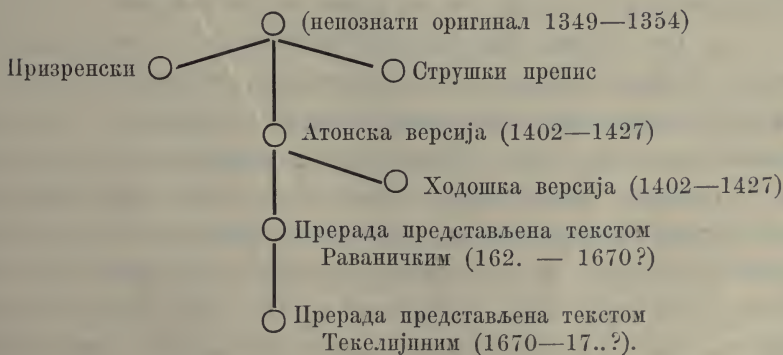 (непознати оригинал 1349—1354)
Призренски
Струшки препис
Атонска версија (1402—1427)
Ходошка версија (1402—1427)
Прерада представљена текстом
Раваничким (162. — 1670?)
Прерада представљена текстом
Текелијиним (1670—17..?).